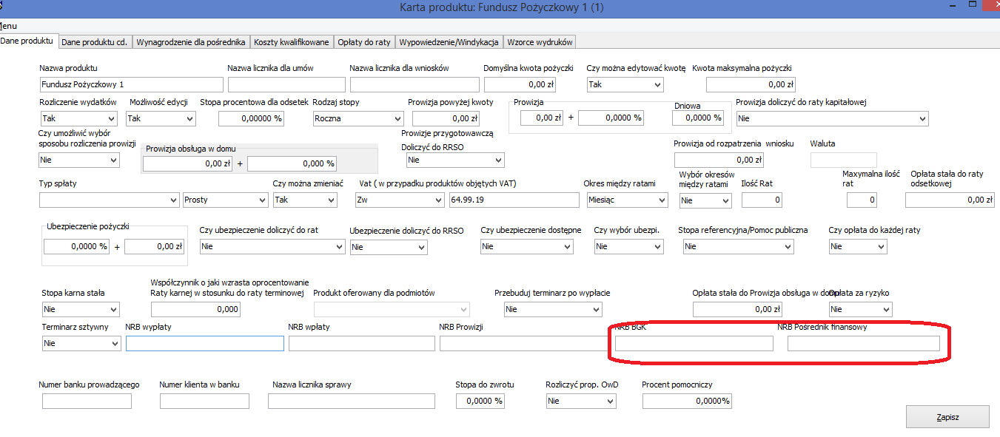 Karta produktu: Fundusz Pożyczkowy 1 (1)
Menu
Dane produktu Dane produktu cd. Wynagrodzenie dla pośrednika Koszty kwalifikowane Opłaty do raty Wypowiedzenie/Windykacja Wzorce wydruków
Nazwa produktu Nazwa licznika dla umów Nazwa licznika dla wniosków Domyślna kwota pożyczki Czy można edytować kwotę Kwota maksymalna pożyczki
Fundusz Pożyczkowy 1 0,00 zł Tak 0,00 zł
Rozliczenie wydatków Możliwość edycji Stopa procentowa dla odsetek Rodzaj stopy Prowizja powyżej kwoty Prowizja Dniowa Prowizja doliczyć do raty kapitałowej
Tak Tak 0,00000 % Roczna 0,00 zł 0,00 zł + 0,0000 % 0,0000 % Nie
Czy umożliwić wybór
sposobu rozliczenia prowizji Prowizja obsługa w domu Prowizje przygotowawczą
Doliczyć do RRSO Prowizja od rozpatrzenia wniosku Waluta
Nie 0,00 zł + 0,000 % Nie 0,00 zł
Typ spłaty Czy można zmieniać Vat ( w przypadku produktów objętych VAT) Okres między ratami Wybór okresów
między ratami Ilość Rat Maxymalna ilość
rat Opłata stała do raty
odsetkowej
Prosty Tak Zw 64.99.19 Miesiąc Nie 0 0 0,00 zł
Ubezpieczenie pożyczki Czy ubezpieczenie doliczyć do rat Ubezpieczenie doliczyć do RRSO Czy ubezpieczenie dostępne Czy wybór ubezpi. Stopa referencyjna/Pomoc publiczna Czy opłata do każdej raty
0,0000 % + 0,00 zł Nie Nie Nie Nie Nie Nie
Stopa karna stała Współczynnik o jaki wzrasta oprocentowanie
Raty karnej w stosunku do raty terminowej Produkt oferowany dla podmiotów Przebuduj terminarz po wypłacie Opłata stała do Prowizja obsługa w domu Opłata za ryzyko
Nie 0,000 Nie 0,00 zł Nie
Terminarz sztywny NRB wypłaty NRB wpłaty NRB Prowizji NRB BGK NRB Pośrednik finansowy
Nie
Numer banku prowadzącego Numer klienta w banku Nazwa licznika sprawy Stopa do zwrotu Rozliczyć prop. OwD Procent pomocniczy
0,0000 % Nie 0,0000%
Zapisz